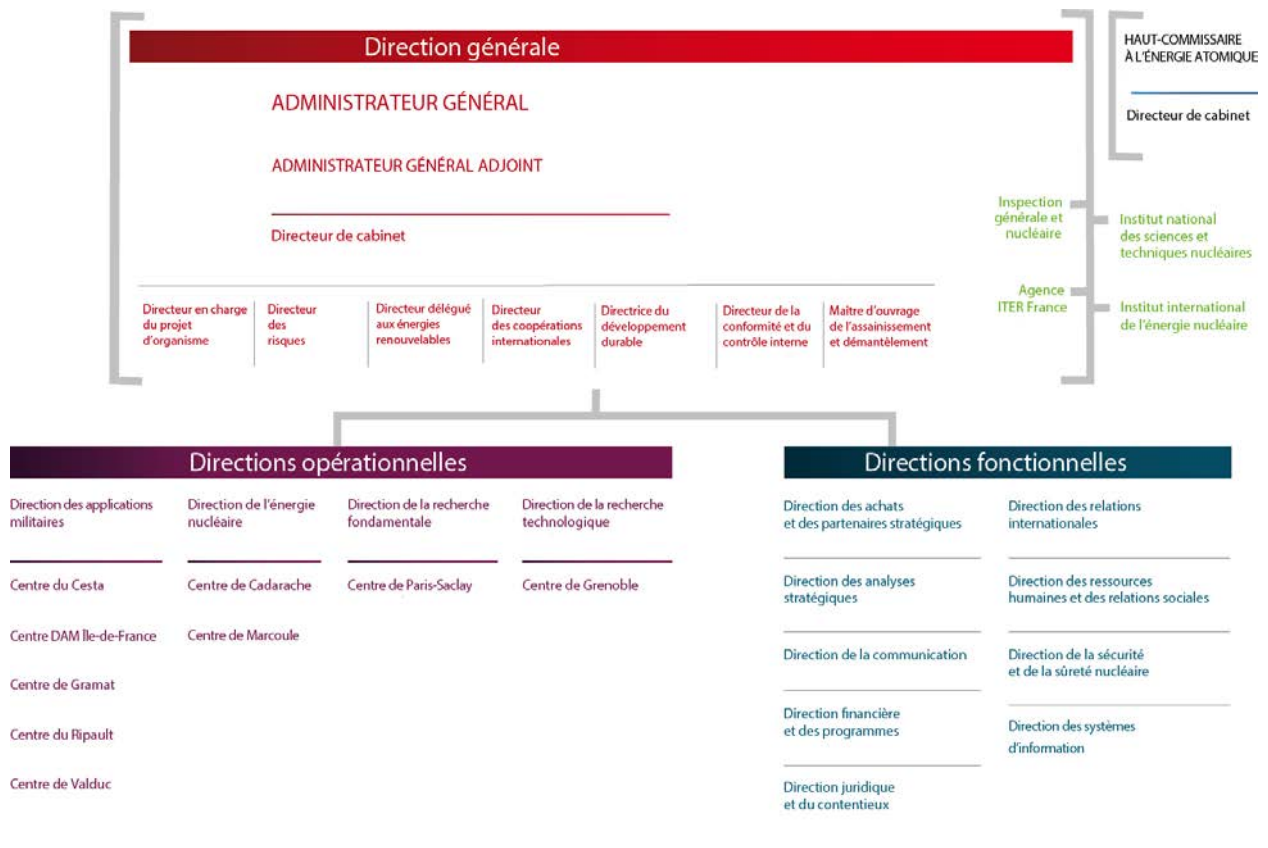 Direction générale
ADMINISTRATEUR GÉNÉRAL
ADMINISTRATEUR GÉNÉRAL ADJOINT
Directeur de cabinet
Directeur en charge
du projet
d'organisme
Directeur
des
risques
Directeur délégué
aux énergies
renouvelables
Directeur
des coopérations
internationales
Directrice du
développement
durable
Directeur de la
conformité et du
contrôle interne
Maître d'ouvrage
de l'assainissement
et démantèlement
HAUT-COMMISSAIRE
À L'ÉNERGIE ATOMIQUE
Directeur de cabinet
Inspection
générale et
nucléaire
Institut national
des sciences et
techniques nucléaires
Agence
ITER France
Institut international
de l'énergie nucléaire
Directions opérationnelles
Direction des applications
militaires
Centre du Cesta
Centre DAM Île-de-France
Centre de Gramat
Centre du Ripault
Centre de Valduc
Direction de l'énergie
nucléaire
Centre de Cadarache
Centre de Marcoule
Direction de la recherche
fondamentale
Centre de Paris-Saclay
Direction de la recherche
technologique
Centre de Grenoble
Directions fonctionnelles
Direction des achats
et des partenaires stratégiques
Direction des analyses
stratégiques
Direction de la communication
Direction financière
et des programmes
Direction juridique
et du contentieux
Direction des relations
internationales
Direction des ressources
humaines et des relations sociales
Direction de la sécurité
et de la sûreté nucléaire
Direction des systèmes
d'information